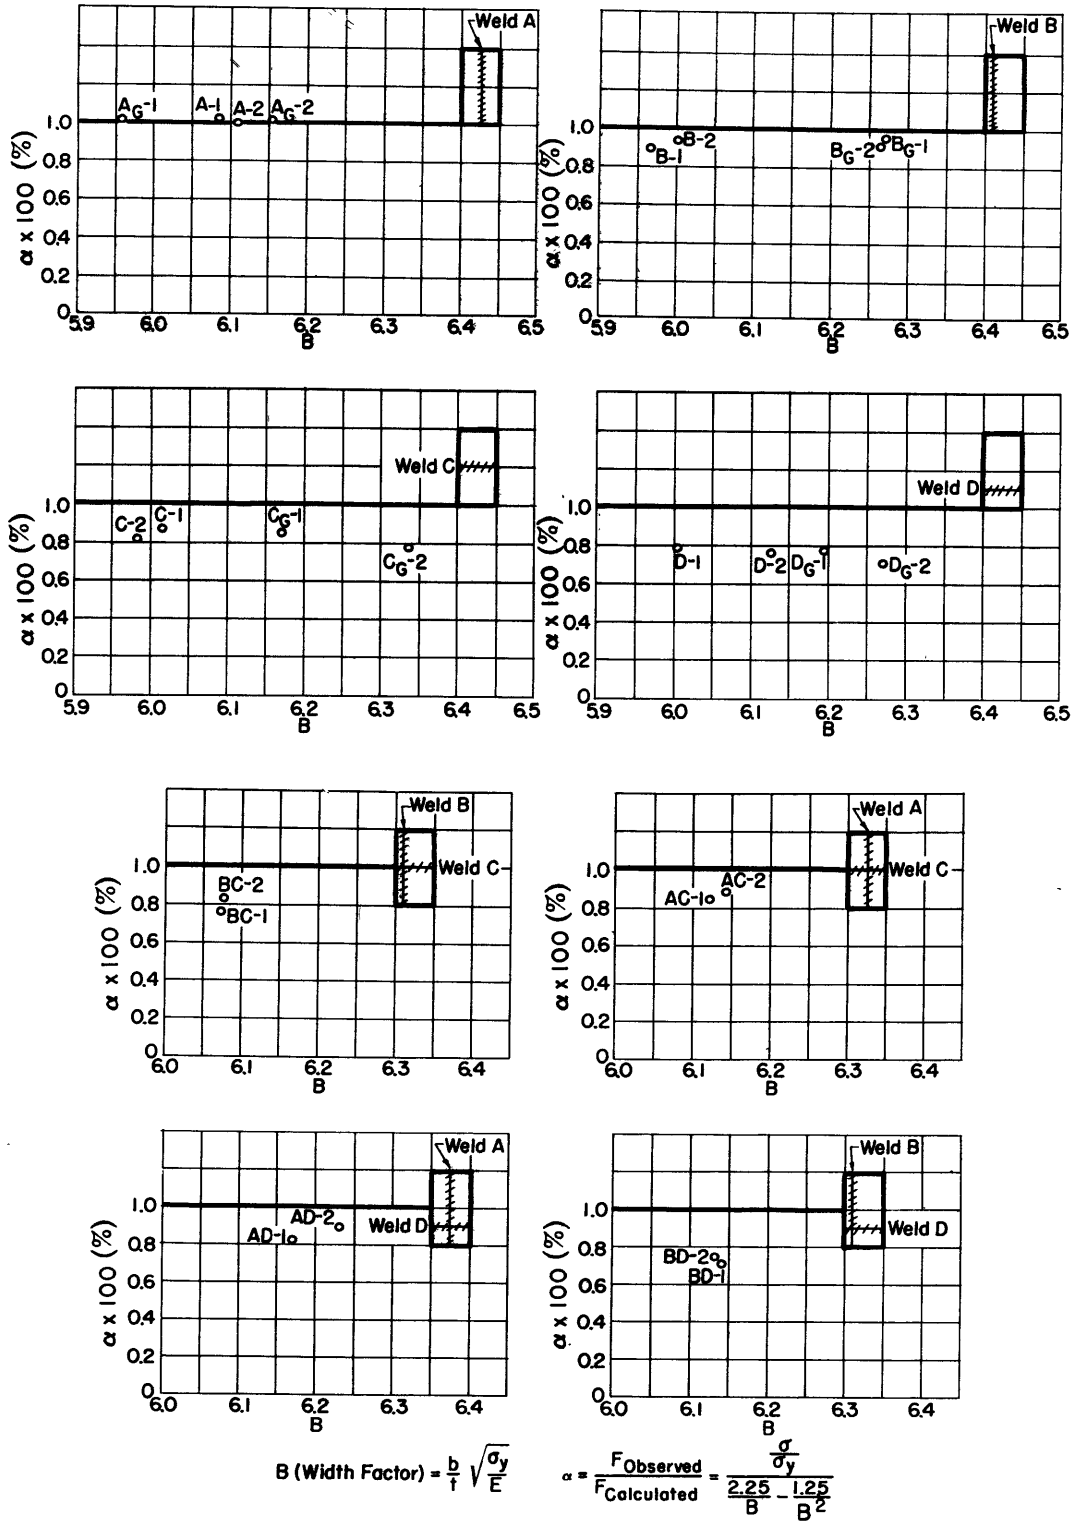 Weld A
A_G-1 A-1 A-2 A_G-2
1.0
0.8
0.6
0.4
0.2
0
α x 100 (%)
5.9 6.0 6.1 6.2 6.3 6.4 6.5
B
Weld B
1.0
B-2
B-1
B_G-2 B_G-1
0.8
0.6
0.4
0.2
0
α x 100 (%)
5.9 6.0 6.1 6.2 6.3 6.4 6.5
B
Weld C
1.0
C-2 C-1 C_G-1
C_G-2
0.8
0.6
0.4
0.2
0
α x 100 (%)
5.9 6.0 6.1 6.2 6.3 6.4 6.5
B
Weld D
1.0
0.8
D-1 D-2 D_G-1 D_G-2
0.6
0.4
0.2
0
α x 100 (%)
5.9 6.0 6.1 6.2 6.3 6.4 6.5
B
Weld B
1.0
Weld C
BC-2
BC-1
0.8
0.6
0.4
0.2
0
α x 100 (%)
6.0 6.1 6.2 6.3 6.4
B
Weld A
1.0
Weld C
AC-2
AC-1
0.8
0.6
0.4
0.2
0
α x 100 (%)
6.0 6.1 6.2 6.3 6.4
B
Weld A
1.0
AD-2 Weld D
AD-1
0.8
0.6
0.4
0.2
0
α x 100 (%)
6.0 6.1 6.2 6.3 6.4
B
Weld B
1.0
Weld D
BD-2
BD-1
0.8
0.6
0.4
0.2
0
α x 100 (%)
6.0 6.1 6.2 6.3 6.4
B
B (Width Factor) = b/t √(σy/E)
α = F Observed / F Calculated = (σ/σy) / (2.25/B - 1.25/B²)